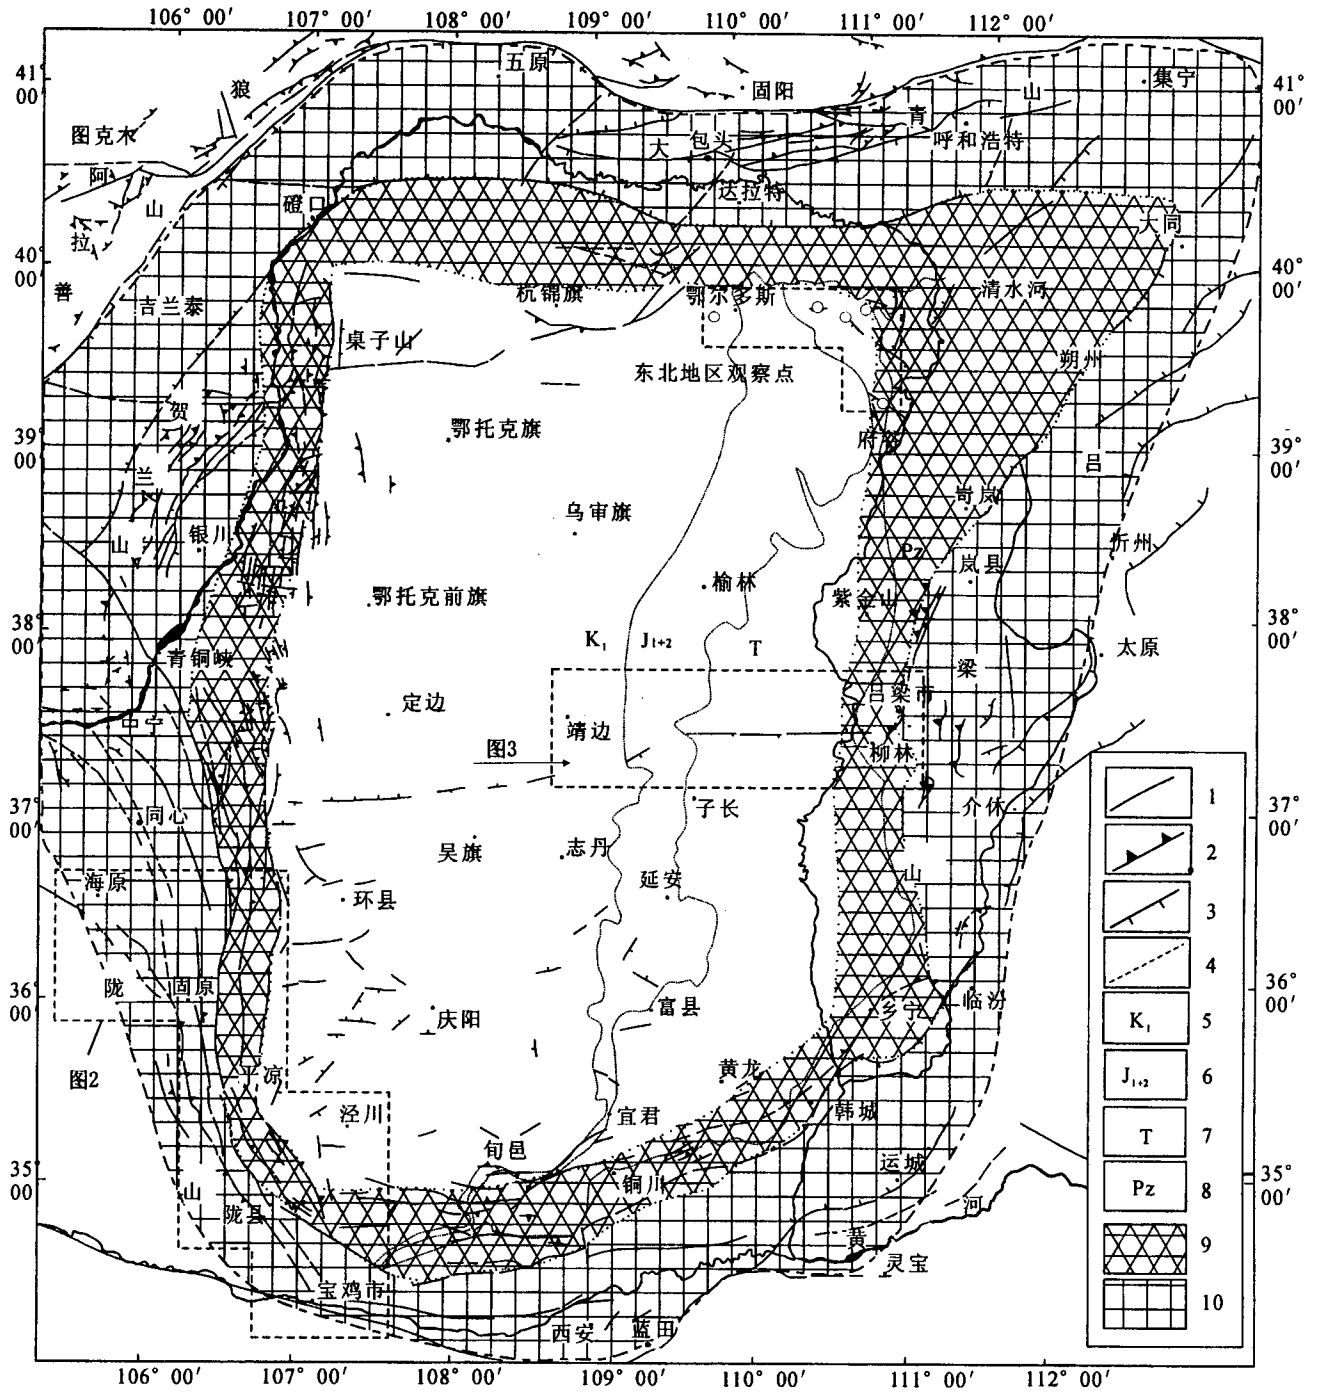 106° 00′ 107° 00′ 108° 00′ 109° 00′ 110° 00′ 111° 00′ 112° 00′
41°
00′
41°
00′
40°
00′
40°
00′
39°
00′
39°
00′
38°
00′
38°
00′
37°
00′
37°
00′
36°
00′
36°
00′
35°
00′
35°
00′
五原
狼
固阳
山
集宁
图克木
青
大
包头
呼和浩特
阿
磴口
达拉特
山
大同
拉
善
吉兰泰
杭锦旗
鄂尔多斯
清水河
桌子山
朔州
东北地区观察点
贺
鄂托克旗
府谷
吕
兰
岢岚
乌审旗
银川
山
Pz
忻州
岚县
榆林
鄂托克前旗
紫金山
K₁
J₁₊₂
T
太原
青铜峡
梁
吕梁市
定边
中宁
靖边
图3
柳林
子长
介休
同心
吴旗
志丹
海原
延安
山
环县
陇
固原
富县
临汾
乡宁
庆阳
图2
平凉
黄龙
泾川
宜君
韩城
旬邑
运城
山
铜川
陇县
河
黄
灵宝
宝鸡市
西安
蓝田
1
2
3
4
K₁ 5
J₁₊₂ 6
T 7
Pz 8
9
10
106° 00′ 107° 00′ 108° 00′ 109° 00′ 110° 00′ 111° 00′ 112° 00′